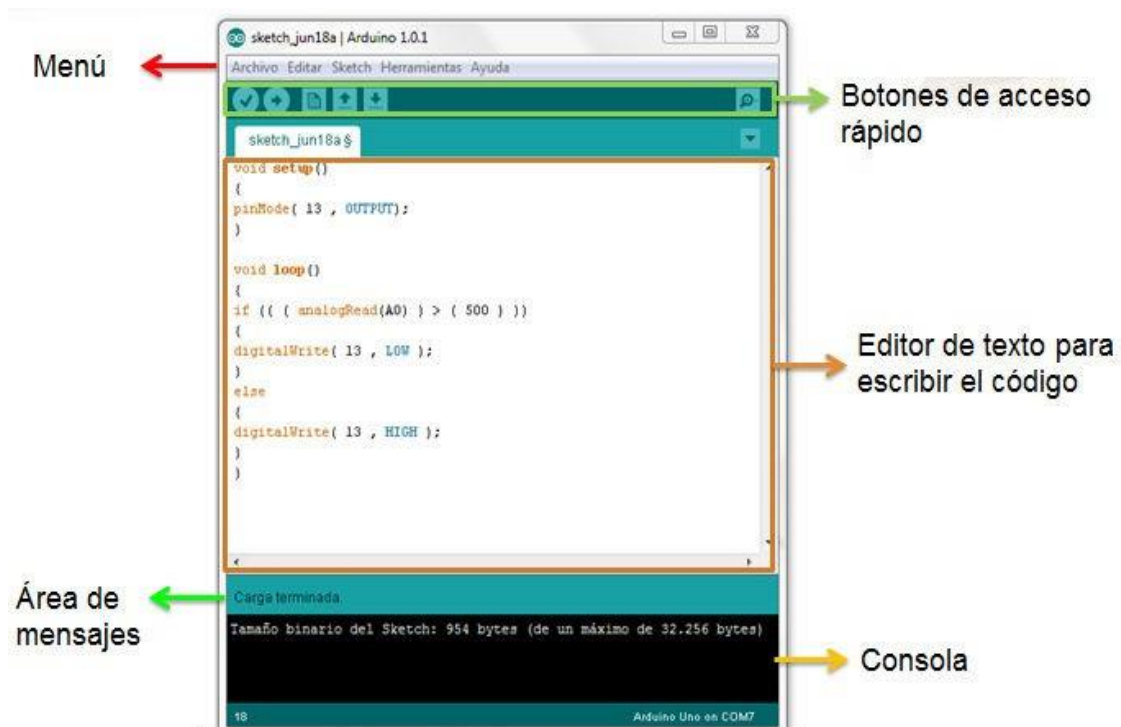 sketch_jun18a | Arduino 1.0.1
Menú
Archivo Editar Sketch Herramientas Ayuda
Botones de acceso
rápido
sketch_jun18a §
void setup()
{
pinMode( 13 , OUTPUT);
}
void loop()
{
if (( ( analogRead(A0) ) > ( 500 ) ))
{
digitalWrite( 13 , LOW );
}
else
{
digitalWrite( 13 , HIGH );
}
}
Editor de texto para
escribir el código
Área de
mensajes
Carga terminada.
Tamaño binario del Sketch: 954 bytes (de un máximo de 32.256 bytes)
Consola
18
Arduino Uno on COM7